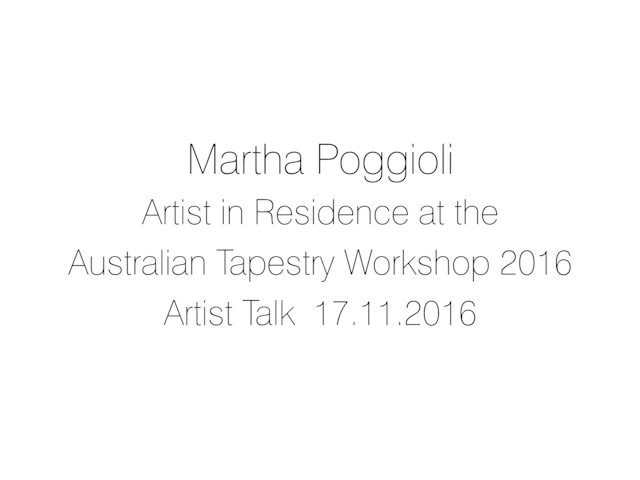 Martha Poggioli
Artist in Residence at the
Australian Tapestry Workshop 2016
Artist Talk  17.11.2016